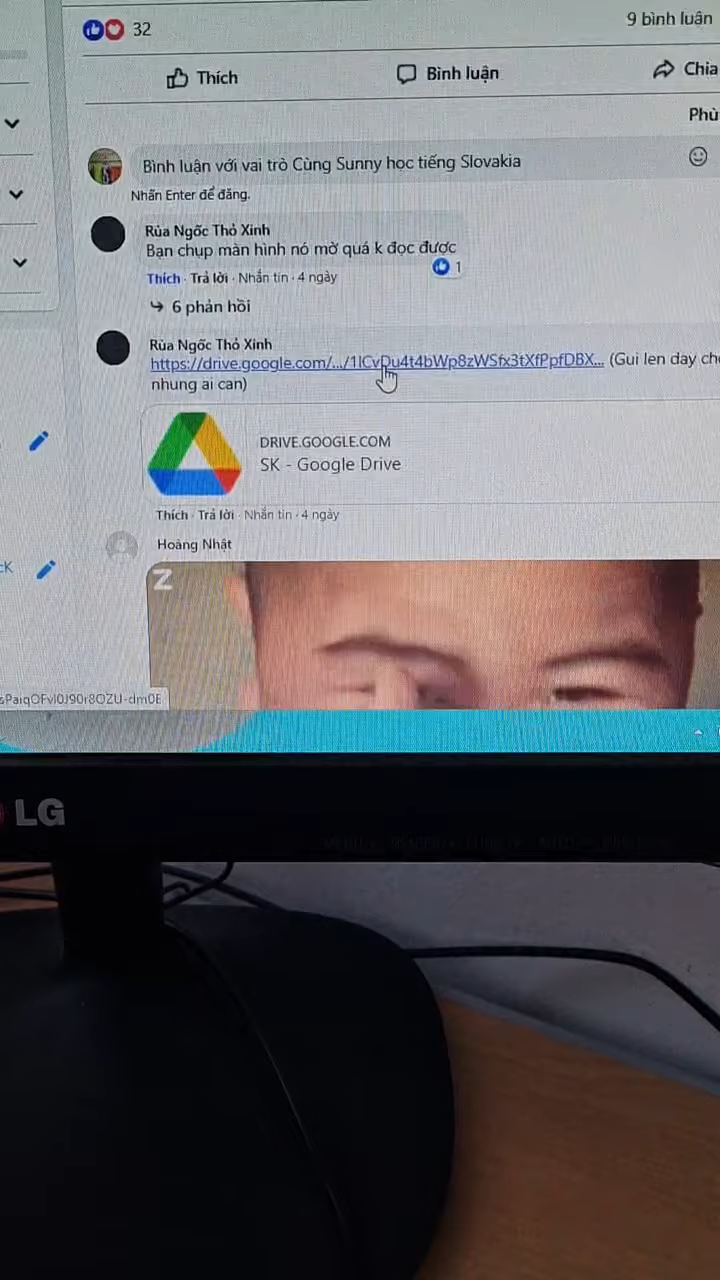 32
9 bình luận
Thích
Bình luận
Chia
Phù
Bình luận với vai trò Cùng Sunny học tiếng Slovakia
Nhấn Enter để đăng.
Rùa Ngốc Thỏ Xinh
Bạn chụp màn hình nó mờ quá k đọc được
1
Thích · Trả lời · Nhắn tin · 4 ngày
6 phản hồi
Rùa Ngốc Thỏ Xinh
https://drive.google.com/.../1ICvDu4t4bWp8zWSfx3tXfPpfDBX... (Gui len day cho
nhung ai can)
DRIVE.GOOGLE.COM
SK - Google Drive
Thích · Trả lời · Nhắn tin · 4 ngày
Hoàng Nhật
Z
sPaiqOFvl0J90r8OZU-dm0E
LG